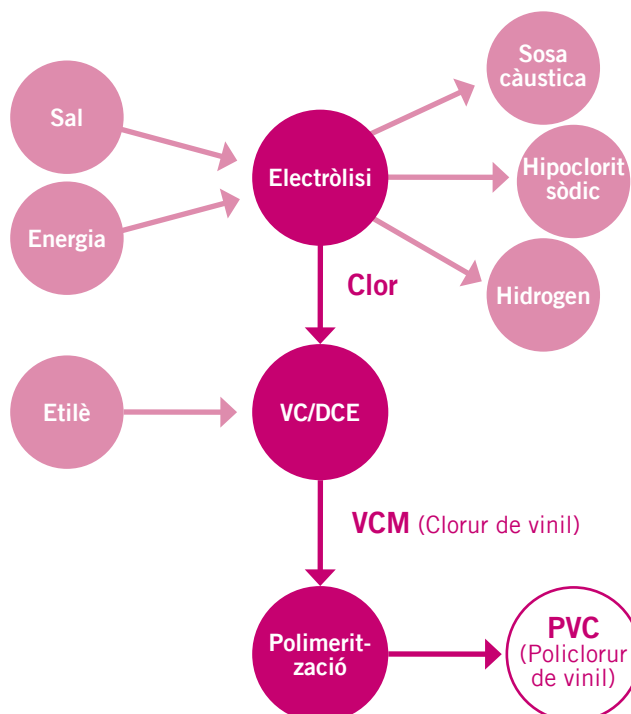 Sosa
càustica
Sal
Electròlisi
Hipoclorit
sòdic
Energia
Clor
Hidrogen
Etilè
VC/DCE
VCM (Clorur de vinil)
Polimerit-
zació
PVC
(Policlorur
de vinil)